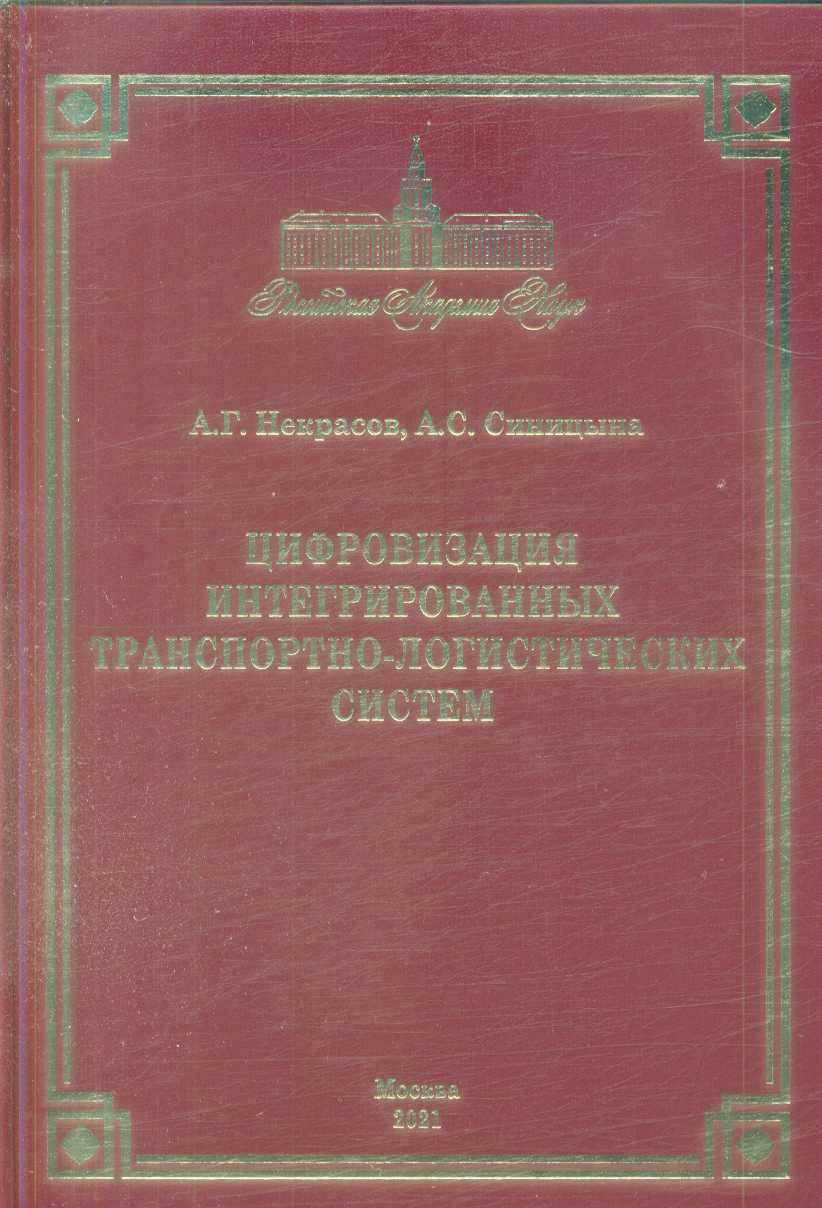 Российская Академия Наук
А.Г. Некрасов, А.С. Синицына
ЦИФРОВИЗАЦИЯ
ИНТЕГРИРОВАННЫХ
ТРАНСПОРТНО-ЛОГИСТИЧЕСКИХ
СИСТЕМ
Москва
2021